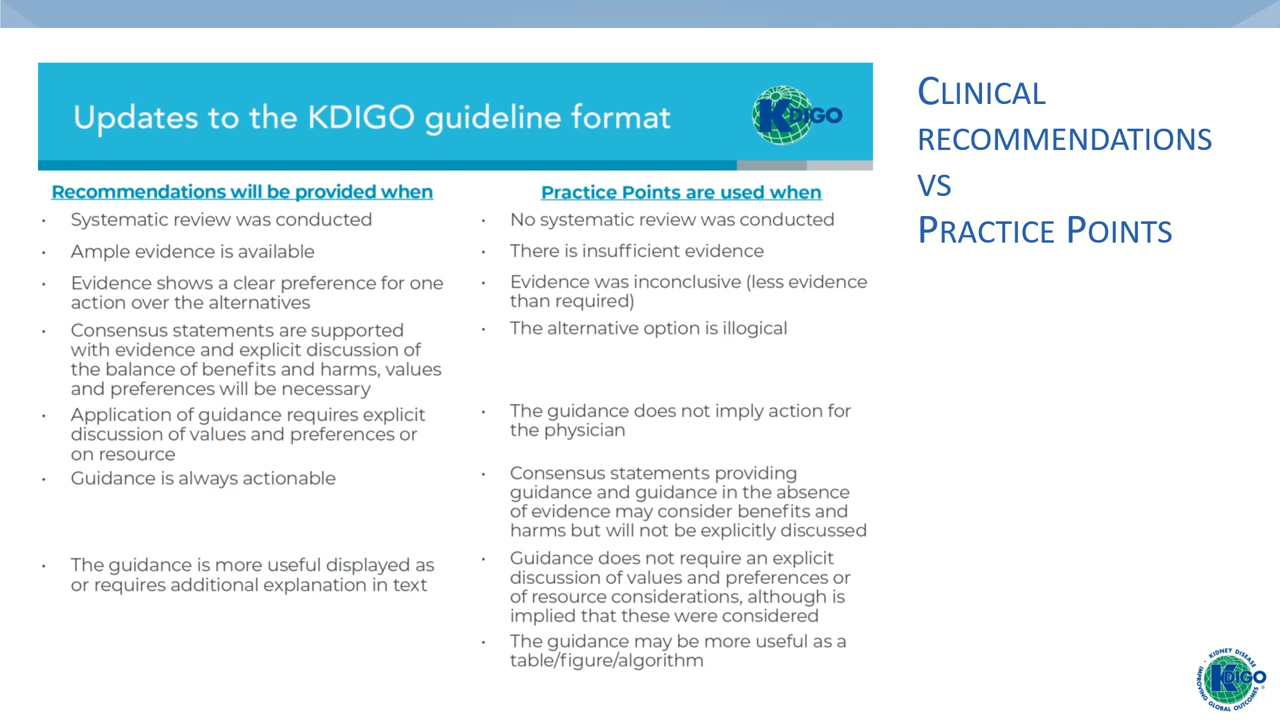 Updates to the KDIGO guideline format
KDIGO
Recommendations will be provided when
· Systematic review was conducted
· Ample evidence is available
· Evidence shows a clear preference for one
action over the alternatives
· Consensus statements are supported
with evidence and explicit discussion of
the balance of benefits and harms, values
and preferences will be necessary
· Application of guidance requires explicit
discussion of values and preferences or
on resource
· Guidance is always actionable
· The guidance is more useful displayed as
or requires additional explanation in text
Practice Points are used when
· No systematic review was conducted
· There is insufficient evidence
· Evidence was inconclusive (less evidence
than required)
· The alternative option is illogical
· The guidance does not imply action for
the physician
· Consensus statements providing
guidance and guidance in the absence
of evidence may consider benefits and
harms but will not be explicitly discussed
· Guidance does not require an explicit
discussion of values and preferences or
of resource considerations, although is
implied that these were considered
· The guidance may be more useful as a
table/figure/algorithm
CLINICAL
RECOMMENDATIONS
VS
PRACTICE POINTS
KIDNEY DISEASE
KDIGO
®
IMPROVING GLOBAL OUTCOMES